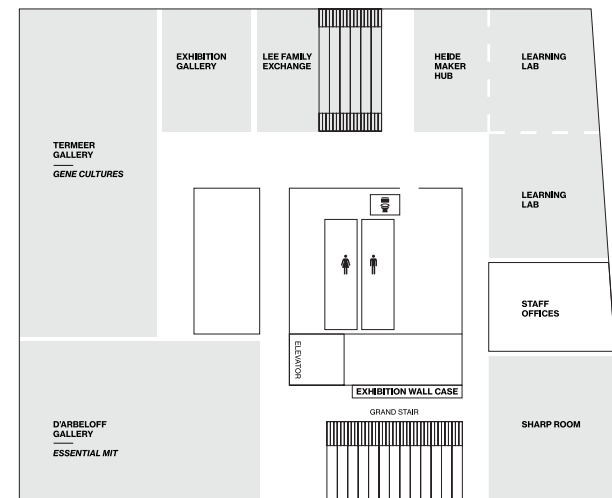 EXHIBITION
GALLERY
LEE FAMILY
EXCHANGE
HEIDE
MAKER
HUB
LEARNING
LAB
TERMEER
GALLERY
GENE CULTURES
LEARNING
LAB
STAFF
OFFICES
ELEVATOR
EXHIBITION WALL CASE
GRAND STAIR
D'ARBELOFF
GALLERY
ESSENTIAL MIT
SHARP ROOM